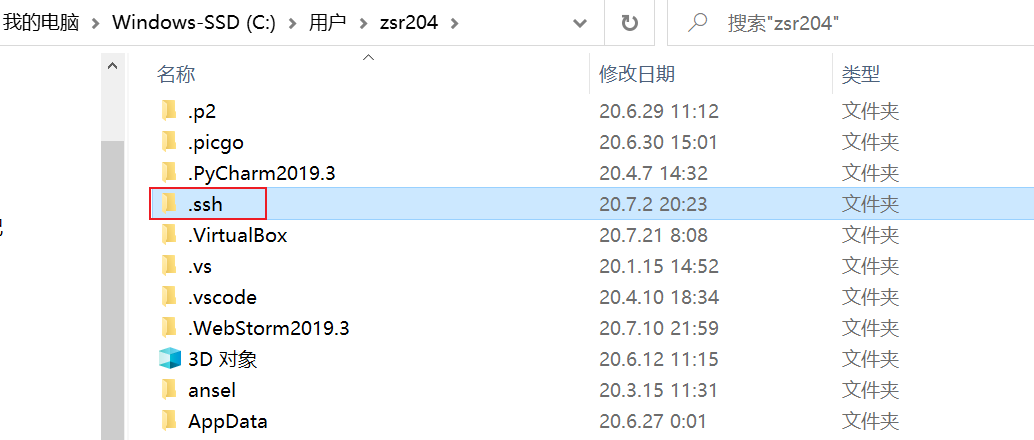 我的电脑 > Windows-SSD (C:) > 用户 > zsr204 > 搜索"zsr204"
名称 修改日期 类型
.p2 20.6.29 11:12 文件夹
.picgo 20.6.30 15:01 文件夹
.PyCharm2019.3 20.4.7 14:32 文件夹
.ssh 20.7.2 20:23 文件夹
.VirtualBox 20.7.21 8:08 文件夹
.vs 20.1.15 14:52 文件夹
.vscode 20.4.10 18:34 文件夹
.WebStorm2019.3 20.7.10 21:59 文件夹
3D 对象 20.6.12 11:15 文件夹
ansel 20.3.15 11:31 文件夹
AppData 20.6.27 0:01 文件夹